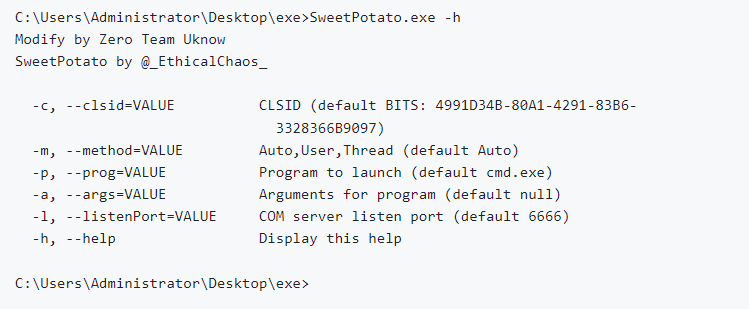 C:\Users\Administrator\Desktop\exe>SweetPotato.exe -h
Modify by Zero Team Uknow
SweetPotato by @_EthicalChaos_
-c, --clsid=VALUE CLSID (default BITS: 4991D34B-80A1-4291-83B6-
3328366B9097)
-m, --method=VALUE Auto,User,Thread (default Auto)
-p, --prog=VALUE Program to launch (default cmd.exe)
-a, --args=VALUE Arguments for program (default null)
-l, --listenPort=VALUE COM server listen port (default 6666)
-h, --help Display this help
C:\Users\Administrator\Desktop\exe>